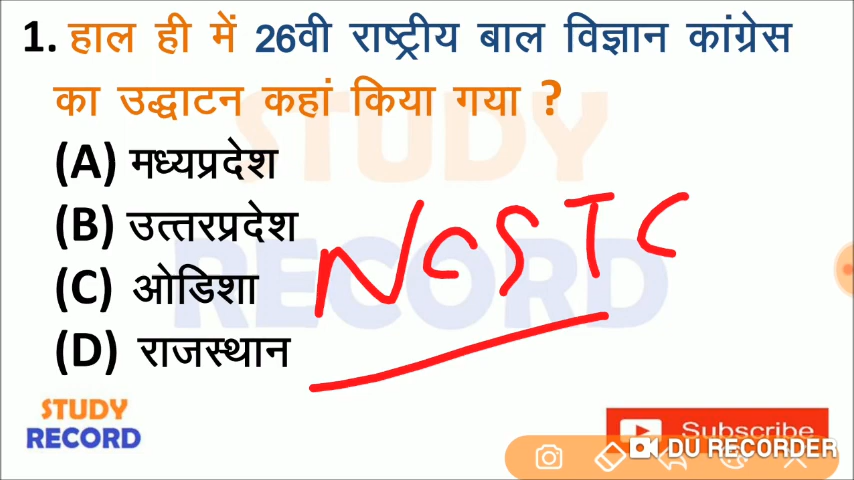 1. हाल ही में 26वी राष्ट्रीय बाल विज्ञान कांग्रेस
का उद्घाटन कहां किया गया ?
STUDY
(A) मध्यप्रदेश
(B) उत्तरप्रदेश
NCSTC
RECORD
(C) ओडिशा
(D) राजस्थान
STUDY
RECORD
Subscribe
DU RECORDER